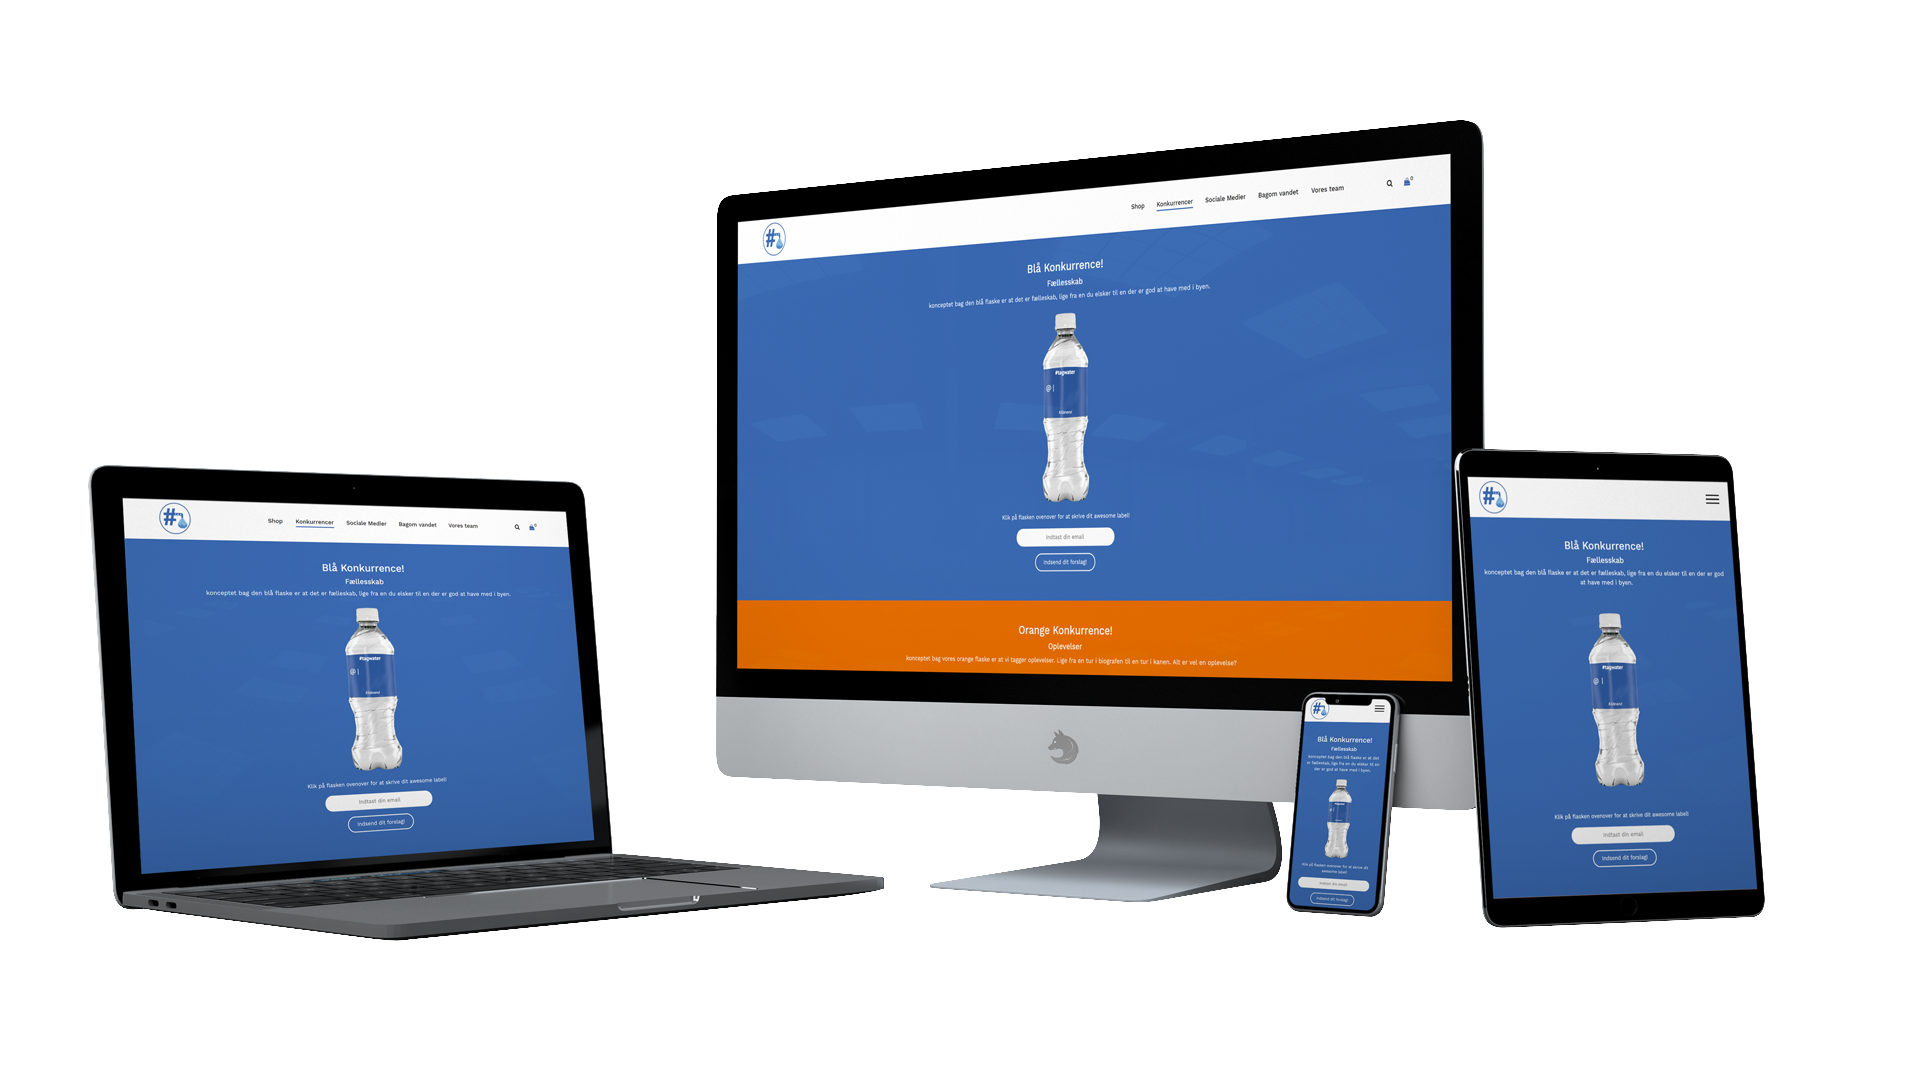 Shop Konkurrencer Sociale Medier Bagom vandet Vores team 0
#
Blå Konkurrence!
Fællesskab
konceptet bag den blå flaske er at det er fælleskab, lige fra en du elsker til en der er god at have med i byen.
#tagwater
@ |
Klik på flasken ovenover for at skrive dit awesome label!
Indtast din email
Indsend dit forslag!
Orange Konkurrence!
Oplevelser
konceptet bag vores orange flaske er at vi tagger oplevelser. Lige fra en tur i biografen til en tur i kanen. Alt er vel en oplevelse?
# Shop Konkurrencer Sociale Medier Bagom vandet Vores team 0
Blå Konkurrence!
Fællesskab
konceptet bag den blå flaske er at det er fælleskab, lige fra en du elsker til en der er god at have med i byen.
#tagwater
@ |
Klik på flasken ovenover for at skrive dit awesome label!
Indtast din email
Indsend dit forslag!
#
Blå Konkurrence!
Fællesskab
konceptet bag den blå flaske er at det
er fælleskab, lige fra en du elsker til en
der er god at have med i byen.
Klik på flasken ovenover for at skrive dit
awesome label!
Indtast din email
Indsend dit forslag!
#
Blå Konkurrence!
Fællesskab
konceptet bag den blå flaske er at det er fælleskab, lige fra en du elsker til en der er god
at have med i byen.
#tagwater
@ |
Klik på flasken ovenover for at skrive dit awesome label!
Indtast din email
Indsend dit forslag!